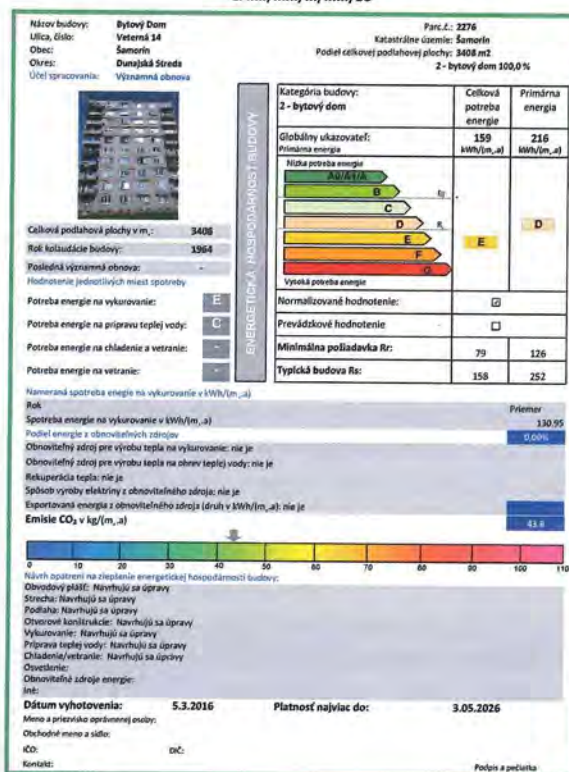 Názov budovy: Bytový Dom
Ulica, číslo: Veterná 14
Obec: Šamorín
Okres: Dunajská Streda
Účel spracovania: Významná obnova
Parc.č.: 2276
Katastrálne územie: Šamorín
Podiel celkovej podlahovej plochy: 3408 m2
2 - bytový dom 100,0 %
Celková podlahová plochy v m,: 3408
Rok kolaudácie budovy: 1964
Posledná významná obnova: -
Hodnotenie jednotlivých miest spotreby
Potreba energie na vykurovanie: E
Potreba energie na prípravu teplej vody: C
Potreba energie na chladenie a vetranie: -
Potreba energie na vetranie: -
ENERGETICKÁ HOSPODÁRNOSŤ BUDOVY
Kategória budovy:
2 - bytový dom
Celková potreba energie
Primárna energia
Globálny ukazovateľ:
Primárna energia
159 kWh/(m,.a)
216 kWh/(m,.a)
Nízka potreba energie
A0/A1/A
B
C
D
E
F
G
Vysoká potreba energie
E
D
Normalizované hodnotenie: ☑
Prevádzkové hodnotenie ☐
Minimálna požiadavka Rr: 79 126
Typická budova Rs: 158 252
Nameraná spotreba enegie na vykurovanie v kWh/(m,.a)
Rok Priemer
Spotreba energie na vykurovanie v kWh/(m,.a) 130.95
Podiel energie z obnoviteľných zdrojov 0,00%
Obnoviteľný zdroj pre výrobu tepla na vykurovanie: nie je
Obnoviteľný zdroj pre výrobu tepla na ohrev teplej vody: nie je
Rekuperácia tepla: nie je
Spôsob výroby elektriny z obnoviteľného zdroja: nie je
Exportovaná energia z obnoviteľného zdroja (druh v kWh/(m,.a): nie je
Emisie CO₂ v kg/(m,.a) 43.6
0 10 20 30 40 50 60 70 80 90 100 110
Návrh opatrení na zlepšenie energetickej hospodárnosti budovy:
Obvodový plášť: Navrhujú sa úpravy
Strecha: Navrhujú sa úpravy
Podlaha: Navrhujú sa úpravy
Otvorové konštrukcie: Navrhujú sa úpravy
Vykurovanie: Navrhujú sa úpravy
Príprava teplej vody: Navrhujú sa úpravy
Chladenie/vetranie: Navrhujú sa úpravy
Osvetlenie:
Obnoviteľné zdroje energie:
Iné:
Dátum vyhotovenia: 5.3.2016 Platnosť najviac do: 3.05.2026
Meno a priezvisko oprávnenej osoby:
Obchodné meno a sídlo:
IČO: DIČ:
Kontakt:
Podpis a pečiatka